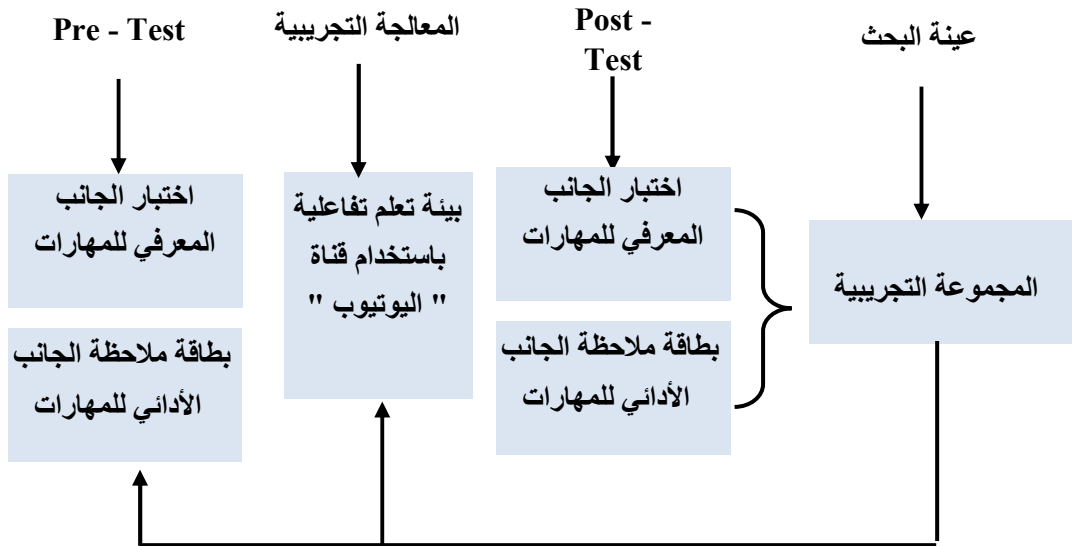 Pre - Test
المعالجة التجريبية
Post -
Test
عينة البحث
اختبار الجانب
المعرفي للمهارات
بطاقة ملاحظة الجانب
الأدائي للمهارات
بيئة تعلم تفاعلية
باستخدام قناة
" اليوتيوب "
اختبار الجانب
المعرفي للمهارات
بطاقة ملاحظة الجانب
الأدائي للمهارات
المجموعة التجريبية